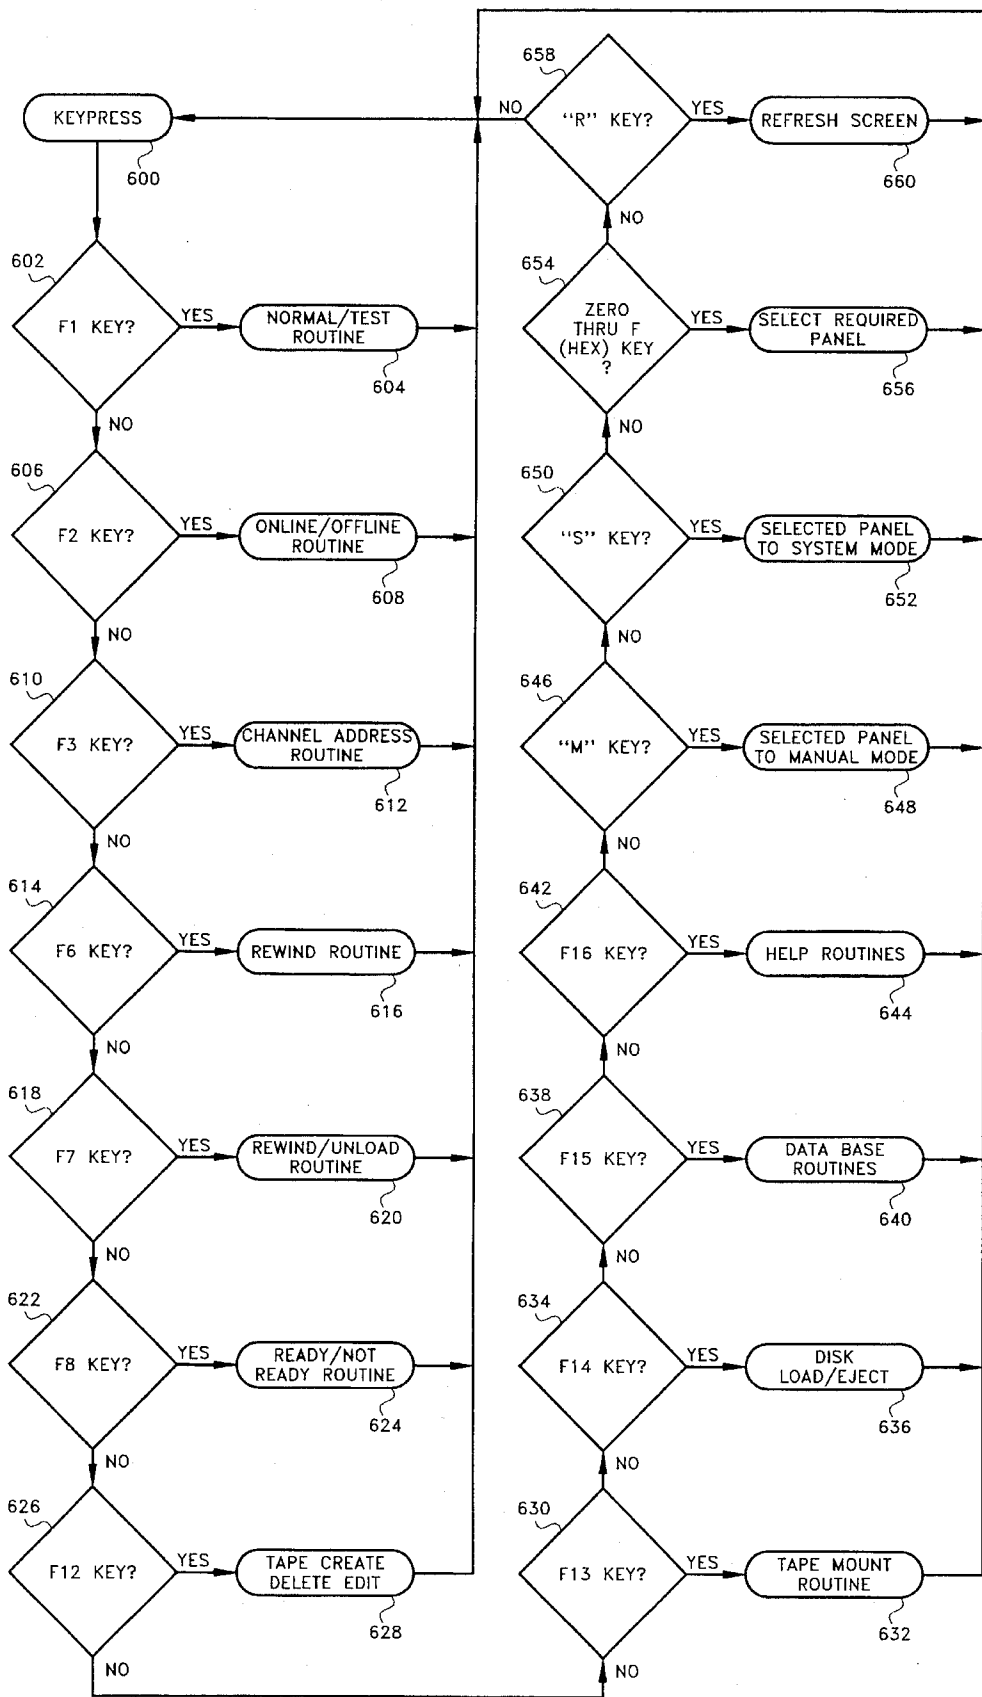 KEYPRESS
600
602
F1 KEY?
YES
NORMAL/TEST
ROUTINE
604
NO
606
F2 KEY?
YES
ONLINE/OFFLINE
ROUTINE
608
NO
610
F3 KEY?
YES
CHANNEL ADDRESS
ROUTINE
612
NO
614
F6 KEY?
YES
REWIND ROUTINE
616
NO
618
F7 KEY?
YES
REWIND/UNLOAD
ROUTINE
620
NO
622
F8 KEY?
YES
READY/NOT
READY ROUTINE
624
NO
626
F12 KEY?
YES
TAPE CREATE
DELETE EDIT
628
NO
630
F13 KEY?
YES
TAPE MOUNT
ROUTINE
632
NO
NO
634
F14 KEY?
YES
DISK
LOAD/EJECT
636
NO
638
F15 KEY?
YES
DATA BASE
ROUTINES
640
NO
642
F16 KEY?
YES
HELP ROUTINES
644
NO
646
“M” KEY?
YES
SELECTED PANEL
TO MANUAL MODE
648
NO
650
“S” KEY?
YES
SELECTED PANEL
TO SYSTEM MODE
652
NO
654
ZERO
THRU F
(HEX) KEY
?
YES
SELECT REQUIRED
PANEL
656
NO
658
“R” KEY?
NO
YES
REFRESH SCREEN
660